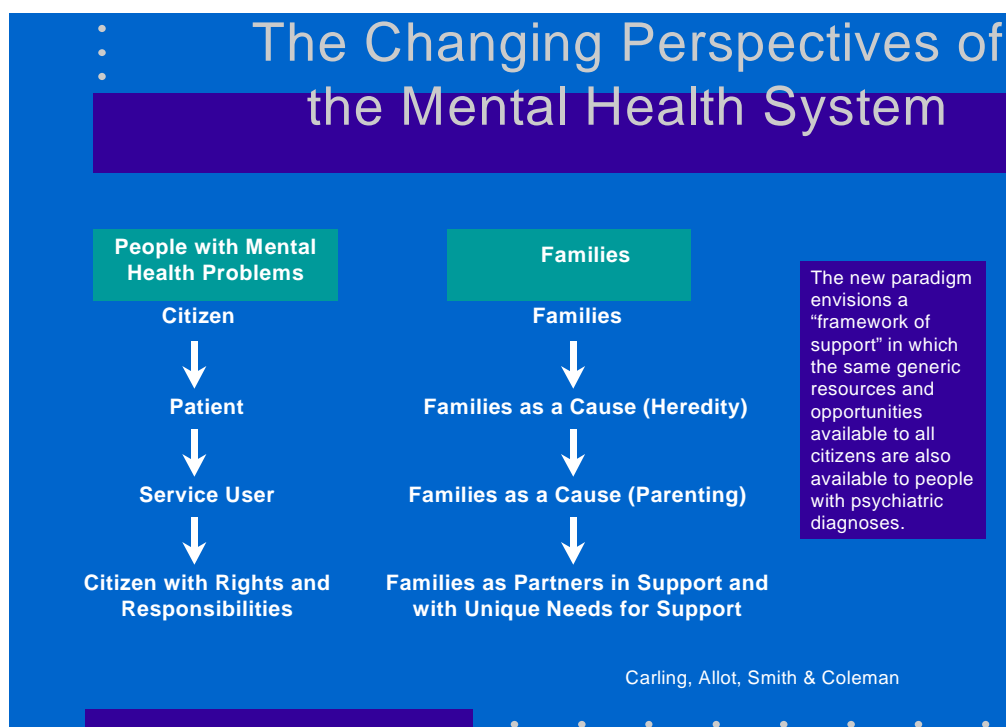 The Changing Perspectives of
the Mental Health System
People with Mental
Health Problems
Citizen
Patient
Service User
Citizen with Rights and
Responsibilities
Families
Families
Families as a Cause (Heredity)
Families as a Cause (Parenting)
Families as Partners in Support and
with Unique Needs for Support
The new paradigm
envisions a
“framework of
support” in which
the same generic
resources and
opportunities
available to all
citizens are also
available to people
with psychiatric
diagnoses.
Carling, Allot, Smith & Coleman